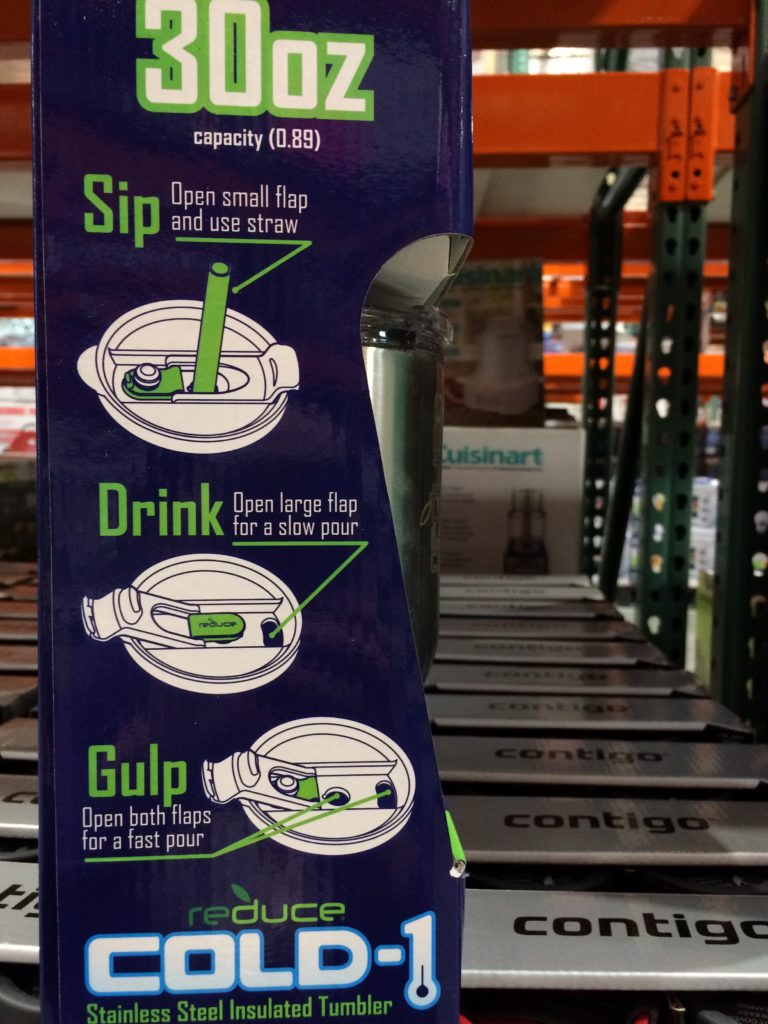 30oz
capacity (0.89)
Sip
Open small flap
and use straw
Drink
Open large flap
for a slow pour
reduce
Gulp
Open both flaps
for a fast pour
reduce
COLD-1
Stainless Steel Insulated Tumbler
Cuisinart
contigo
contigo
contigo
contigo